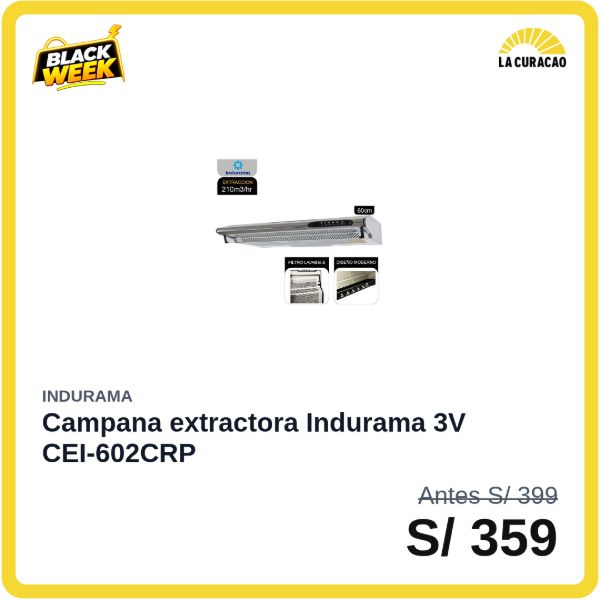 BLACK
WEEK
LA CURACAO
indurama
EXTRACCION
210m3/hr
60cm
FILTRO LAVABLE
DISEÑO MODERNO
INDURAMA
Campana extractora Indurama 3V
CEI-602CRP
Antes S/ 399
S/ 359